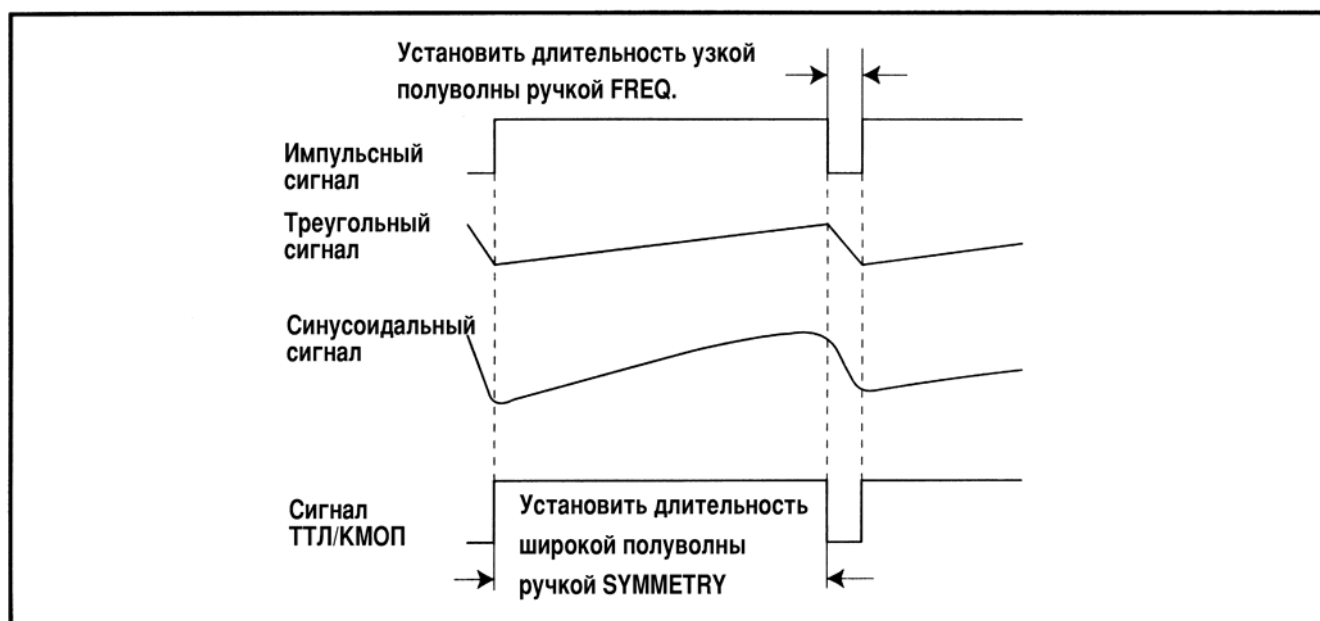 Установить длительность узкой
полуволны ручкой FREQ.
Импульсный
сигнал
Треугольный
сигнал
Синусоидальный
сигнал
Сигнал
ТТЛ/КМОП
Установить длительность
широкой полуволны
ручкой SYMMETRY